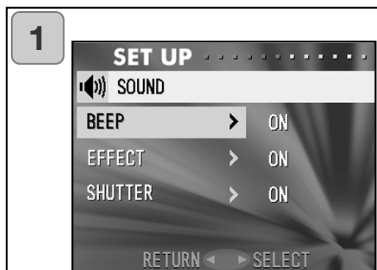 1
SET UP
SOUND
BEEP > ON
EFFECT > ON
SHUTTER > ON
RETURN ◄ ► SELECT